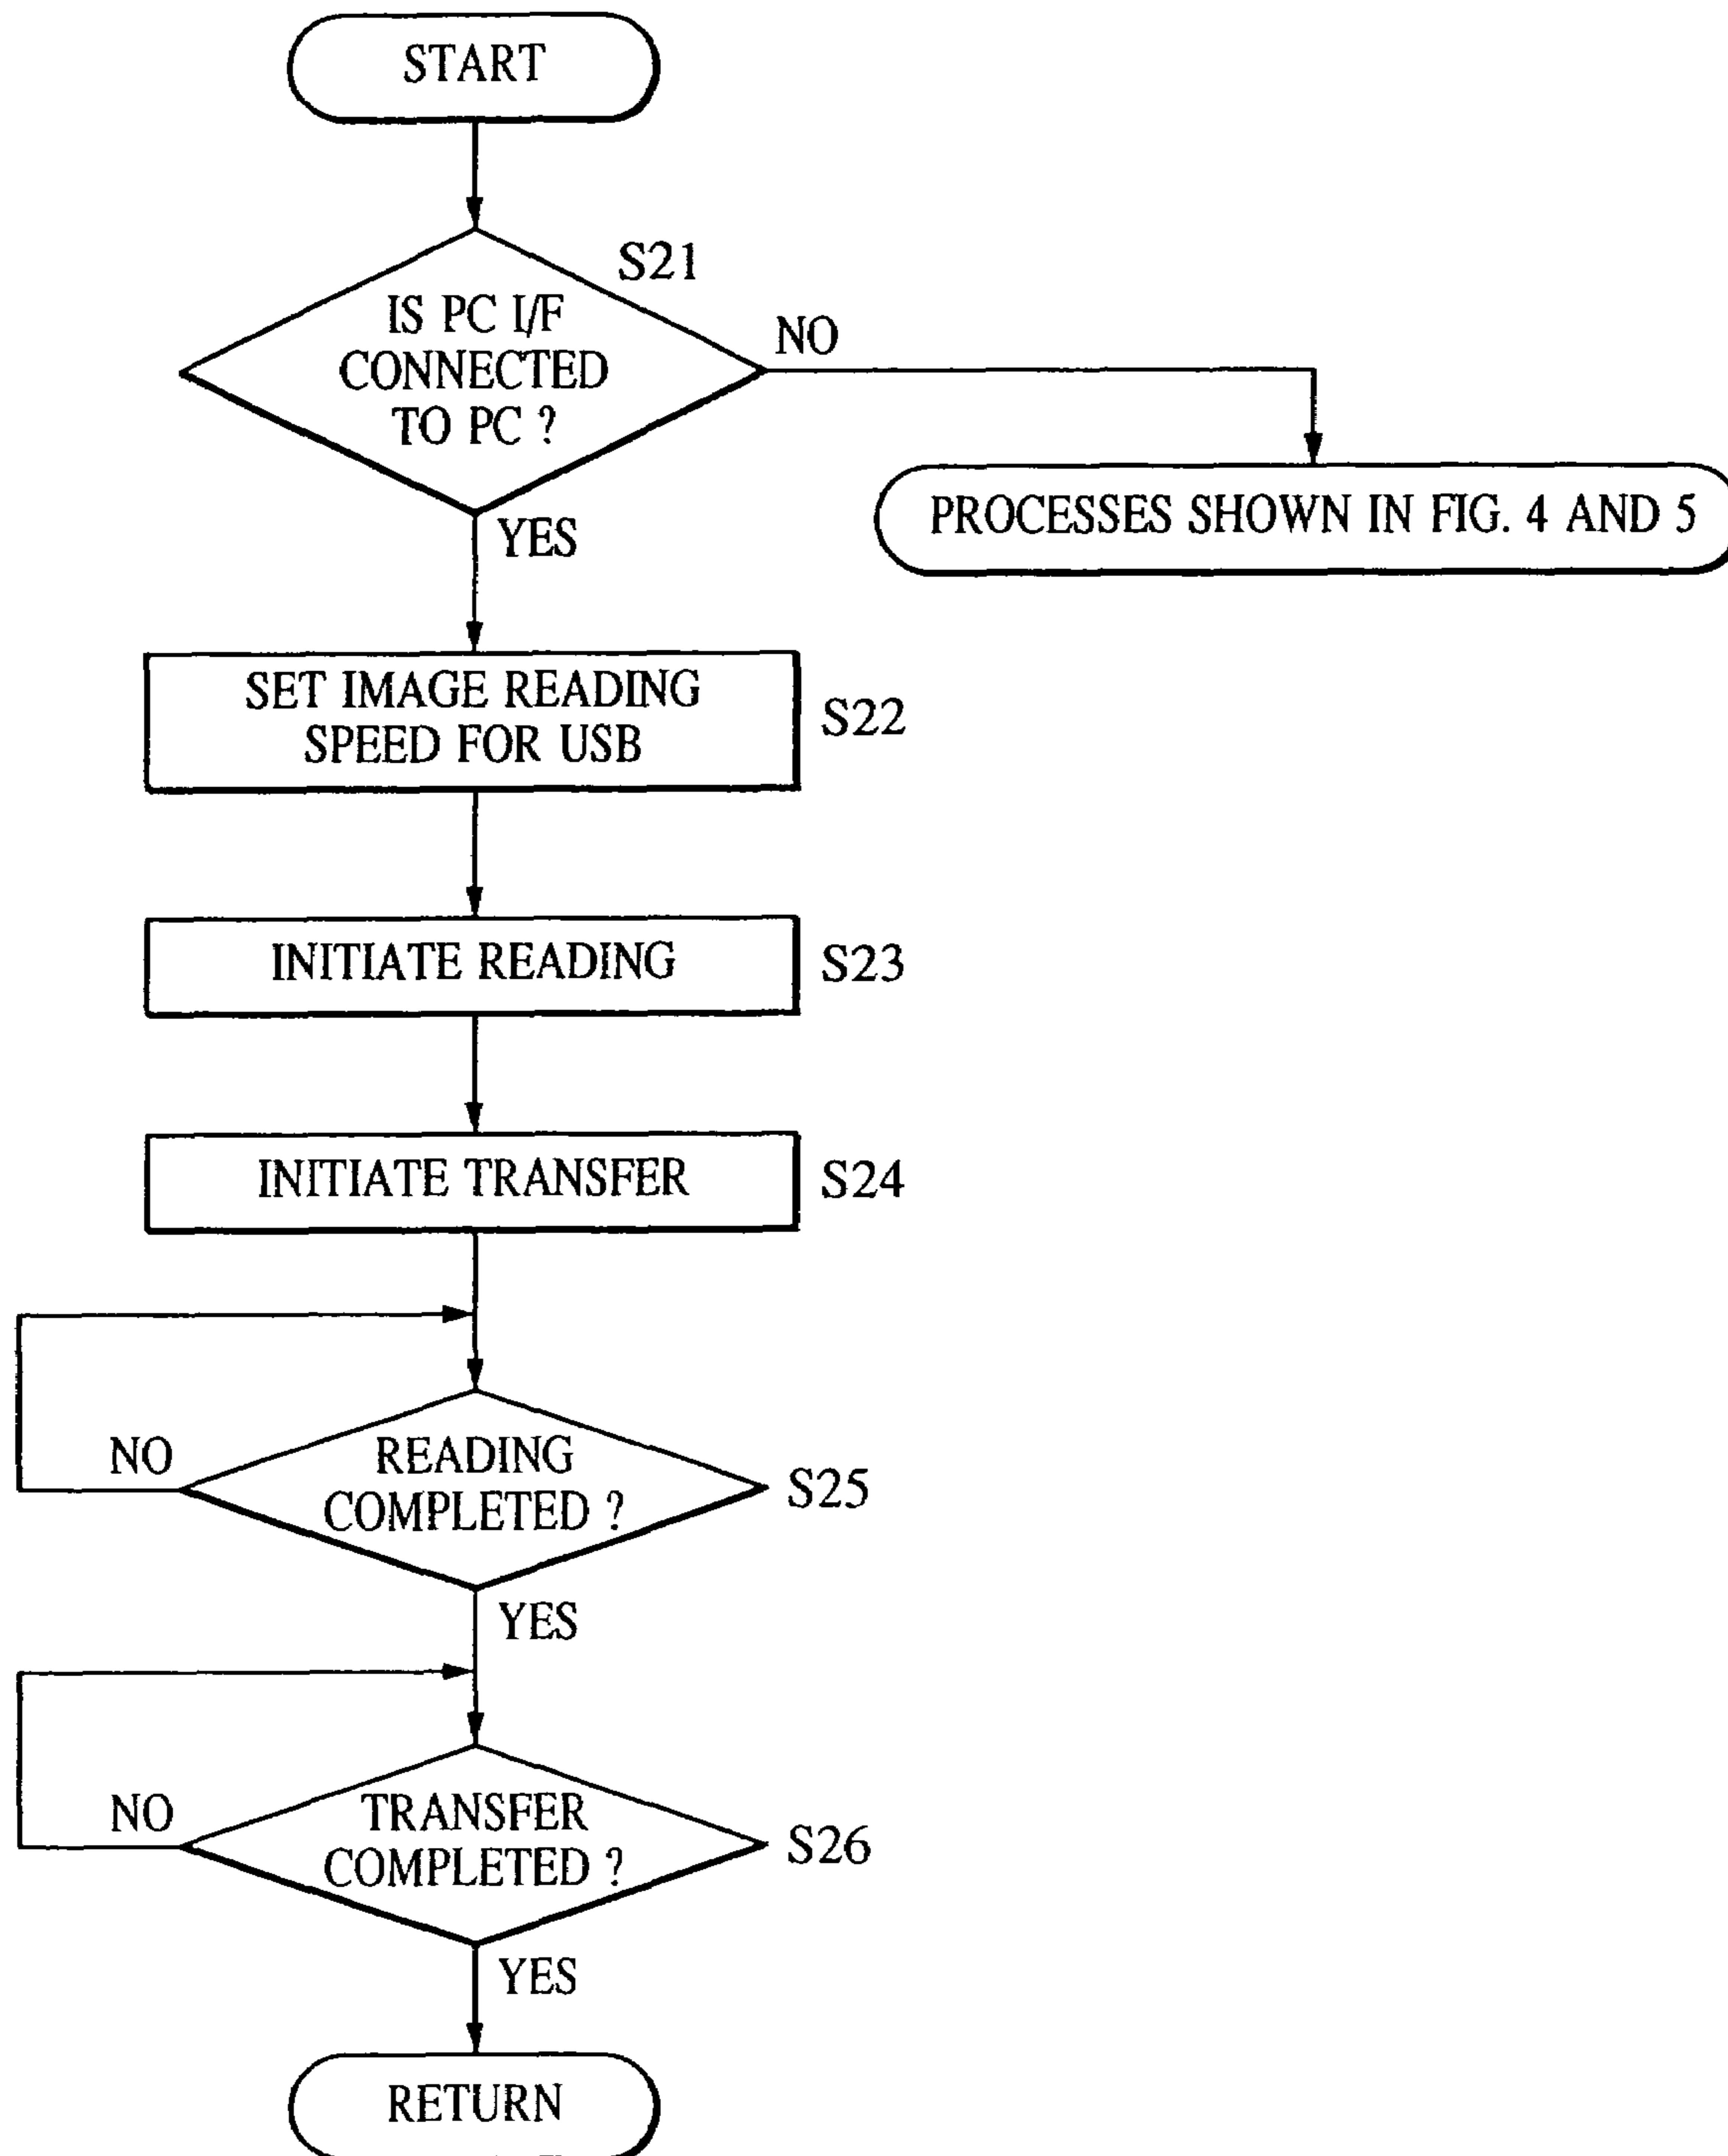 START
S21
IS PC I/F
CONNECTED
TO PC ?
NO
YES
PROCESSES SHOWN IN FIG. 4 AND 5
SET IMAGE READING
SPEED FOR USB
S22
INITIATE READING
S23
INITIATE TRANSFER
S24
NO
READING
COMPLETED ?
S25
YES
NO
TRANSFER
COMPLETED ?
S26
YES
RETURN